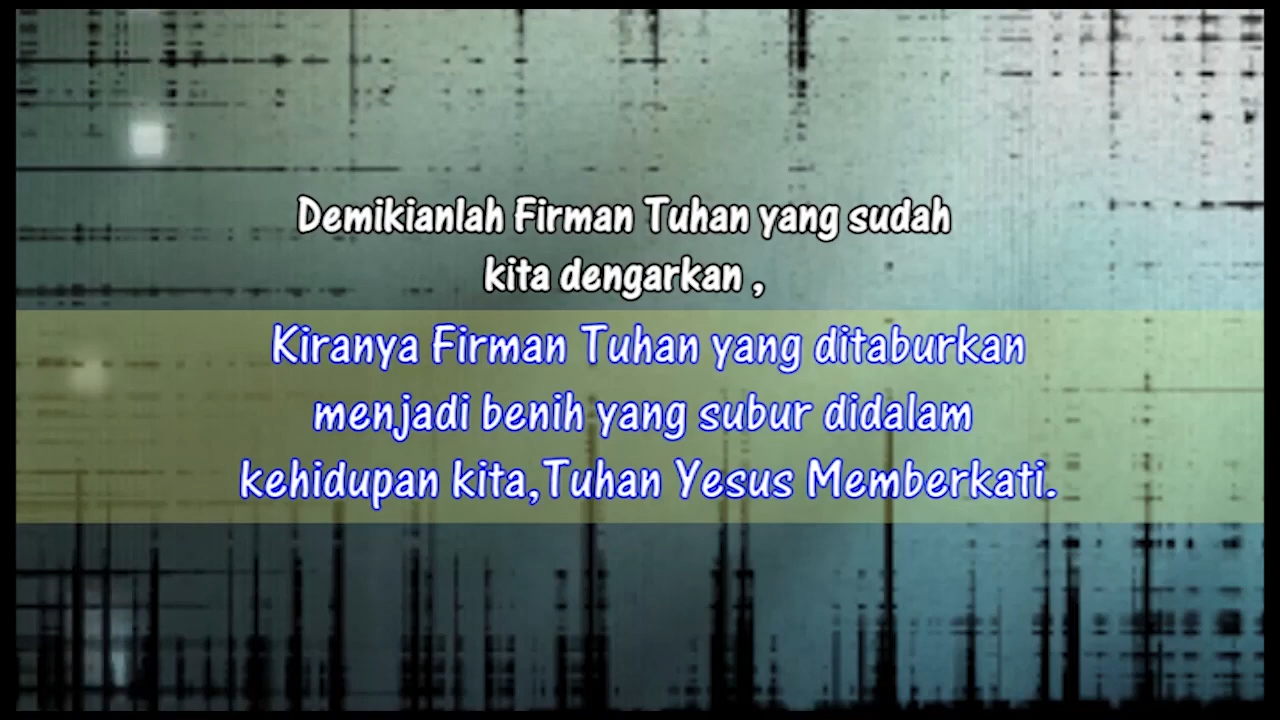 Demikianlah Firman Tuhan yang sudah
kita dengarkan ,
Kiranya Firman Tuhan yang ditaburkan
menjadi benih yang subur didalam
kehidupan kita,Tuhan Yesus Memberkati.